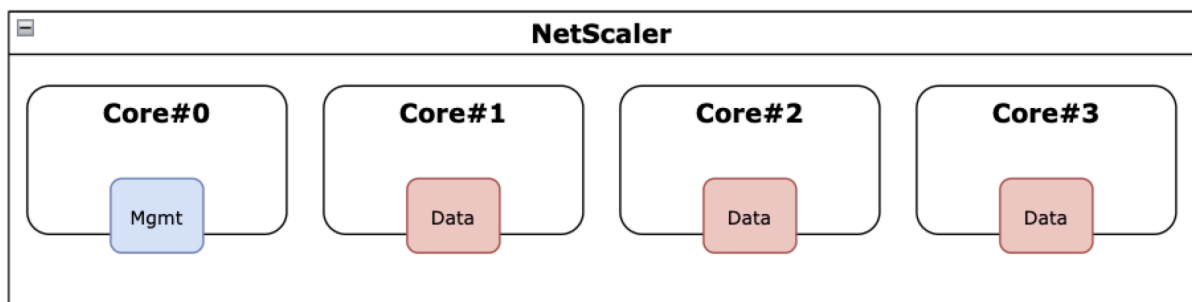 NetScaler
Core#0
Core#1
Core#2
Core#3
Mgmt
Data
Data
Data